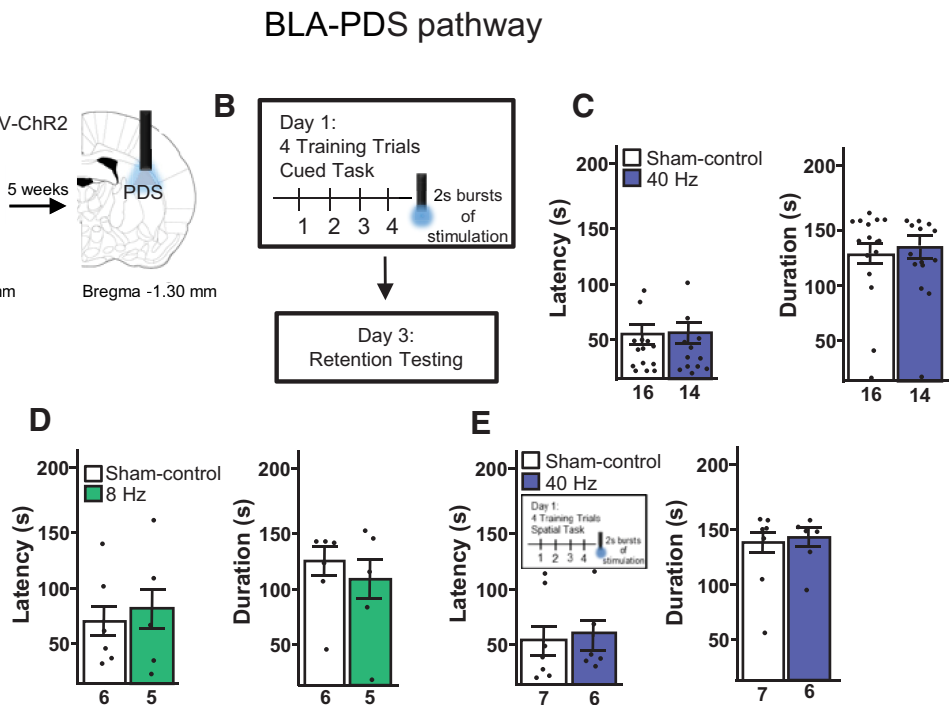 BLA-PDS pathway
V-ChR2
5 weeks
PDS
Bregma -1.30 mm
B
Day 1:
4 Training Trials
Cued Task
1 2 3 4
2s bursts
of
stimulation
Day 3:
Retention Testing
C
Sham-control
40 Hz
Latency (s)
200
150
100
50
16 14
Duration (s)
200
150
100
50
16 14
D
Sham-control
8 Hz
Latency (s)
200
150
100
50
6 5
Duration (s)
200
150
100
50
6 5
E
Sham-control
40 Hz
Day 1:
4 Training Trials
Spatial Task
1 2 3 4
2s bursts
of
stimulation
Latency (s)
200
150
100
50
7 6
Duration (s)
200
150
100
50
7 6